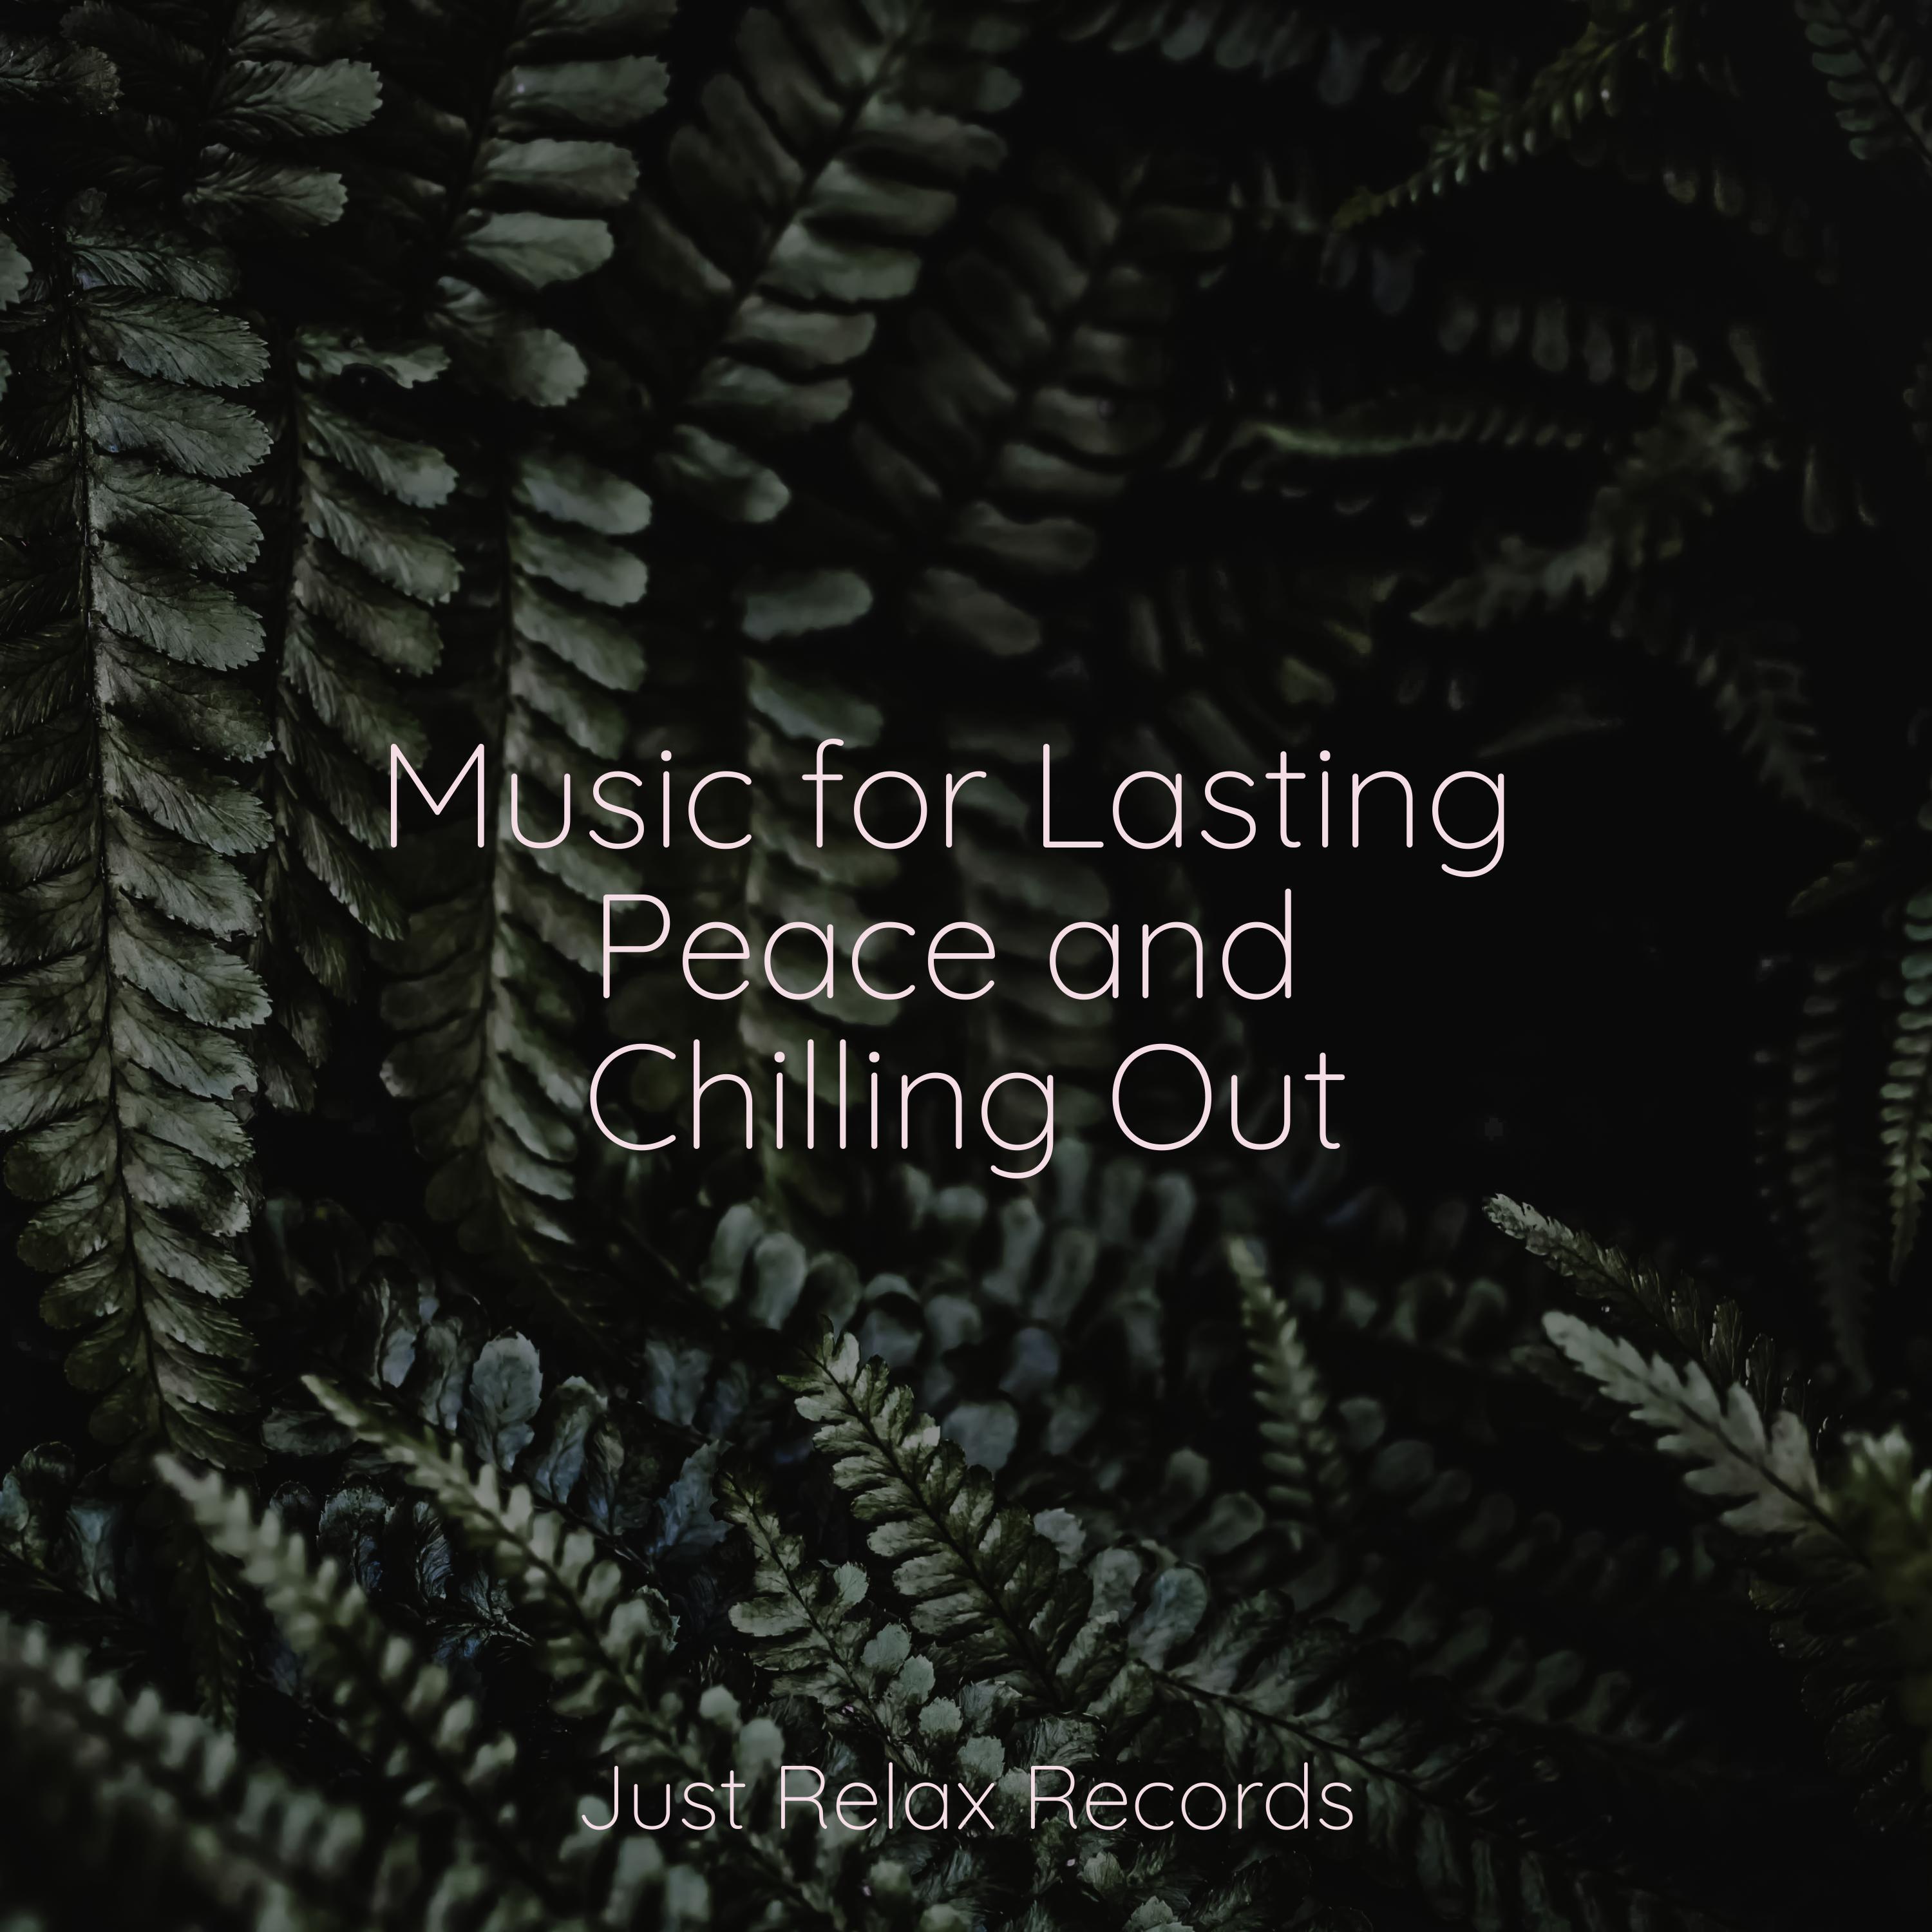 Music for Lasting
Peace and
Chilling Out
Just Relax Records